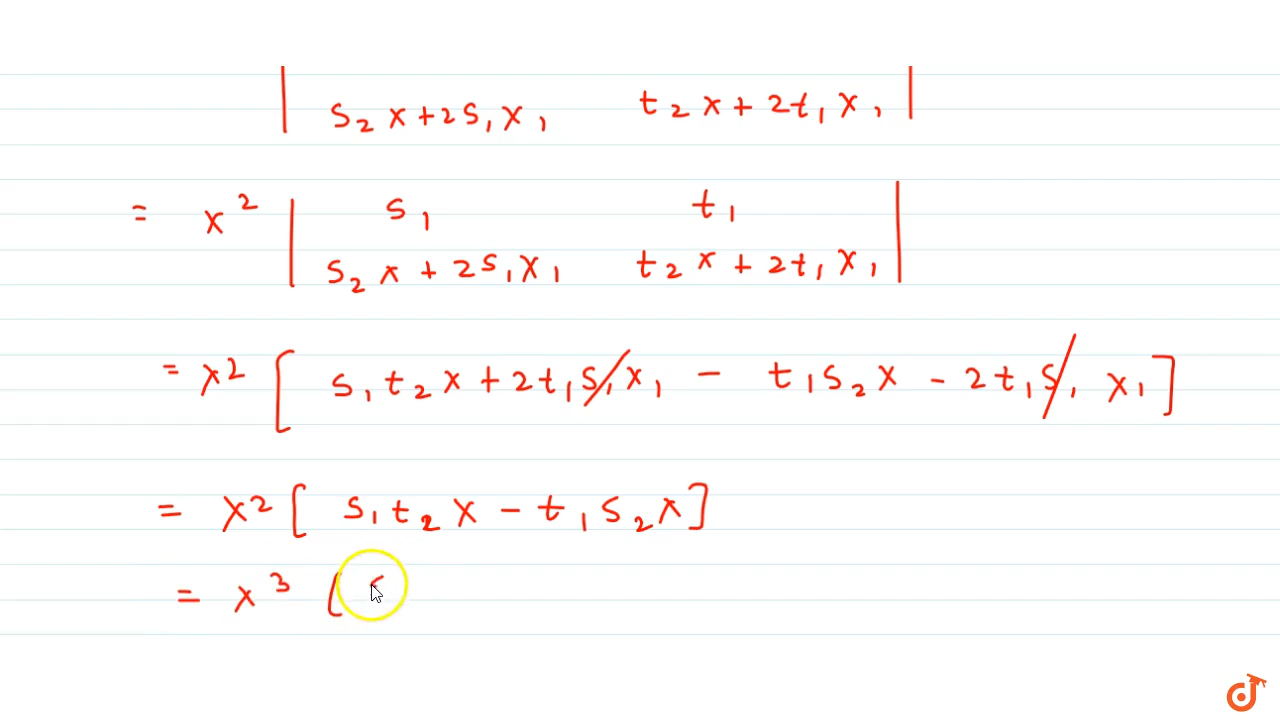 | s₂x+2s₁x₁ t₂x+2t₁x₁ |
= x² | s₁ t₁ |
| s₂x+2s₁x₁ t₂x+2t₁x₁ |
= x² [ s₁t₂x+2t₁s₁x₁ - t₁s₂x - 2t₁s₁x₁ ]
= x² [ s₁t₂x - t₁s₂x ]
= x³ [ s